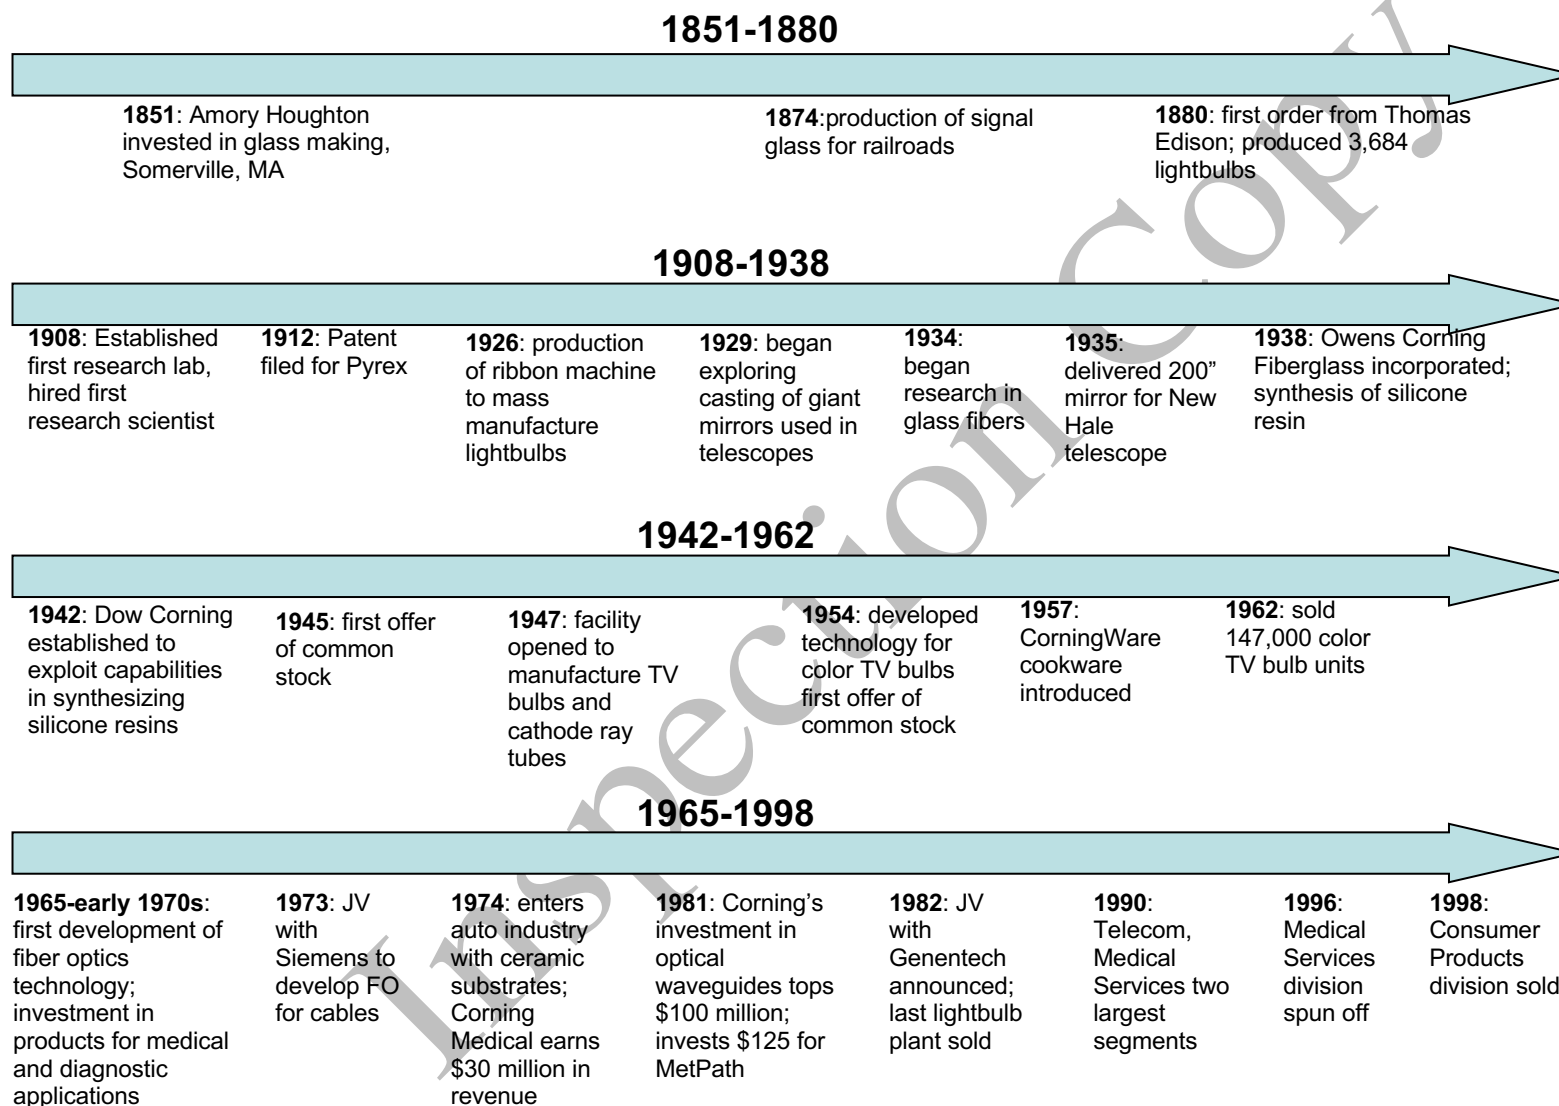 1851-1880
1851: Amory Houghton
invested in glass making,
Somerville, MA
1874:production of signal
glass for railroads
1880: first order from Thomas
Edison; produced 3,684
lightbulbs
1908-1938
1908: Established
first research lab,
hired first
research scientist
1912: Patent
filed for Pyrex
1926: production
of ribbon machine
to mass
manufacture
lightbulbs
1929: began
exploring
casting of giant
mirrors used in
telescopes
1934:
began
research in
glass fibers
1935:
delivered 200”
mirror for New
Hale
telescope
1938: Owens Corning
Fiberglass incorporated;
synthesis of silicone
resin
1942-1962
1942: Dow Corning
established to
exploit capabilities
in synthesizing
silicone resins
1945: first offer
of common
stock
1947: facility
opened to
manufacture TV
bulbs and
cathode ray
tubes
1954: developed
technology for
color TV bulbs
first offer of
common stock
1957:
CorningWare
cookware
introduced
1962: sold
147,000 color
TV bulb units
1965-1998
1965-early 1970s:
first development of
fiber optics
technology;
investment in
products for medical
and diagnostic
applications
1973: JV
with
Siemens to
develop FO
for cables
1974: enters
auto industry
with ceramic
substrates;
Corning
Medical earns
$30 million in
revenue
1981: Corning’s
investment in
optical
waveguides tops
$100 million;
invests $125 for
MetPath
1982: JV
with
Genentech
announced;
last lightbulb
plant sold
1990:
Telecom,
Medical
Services two
largest
segments
1996:
Medical
Services
division
spun off
1998:
Consumer
Products
division sold
Inspection Copy